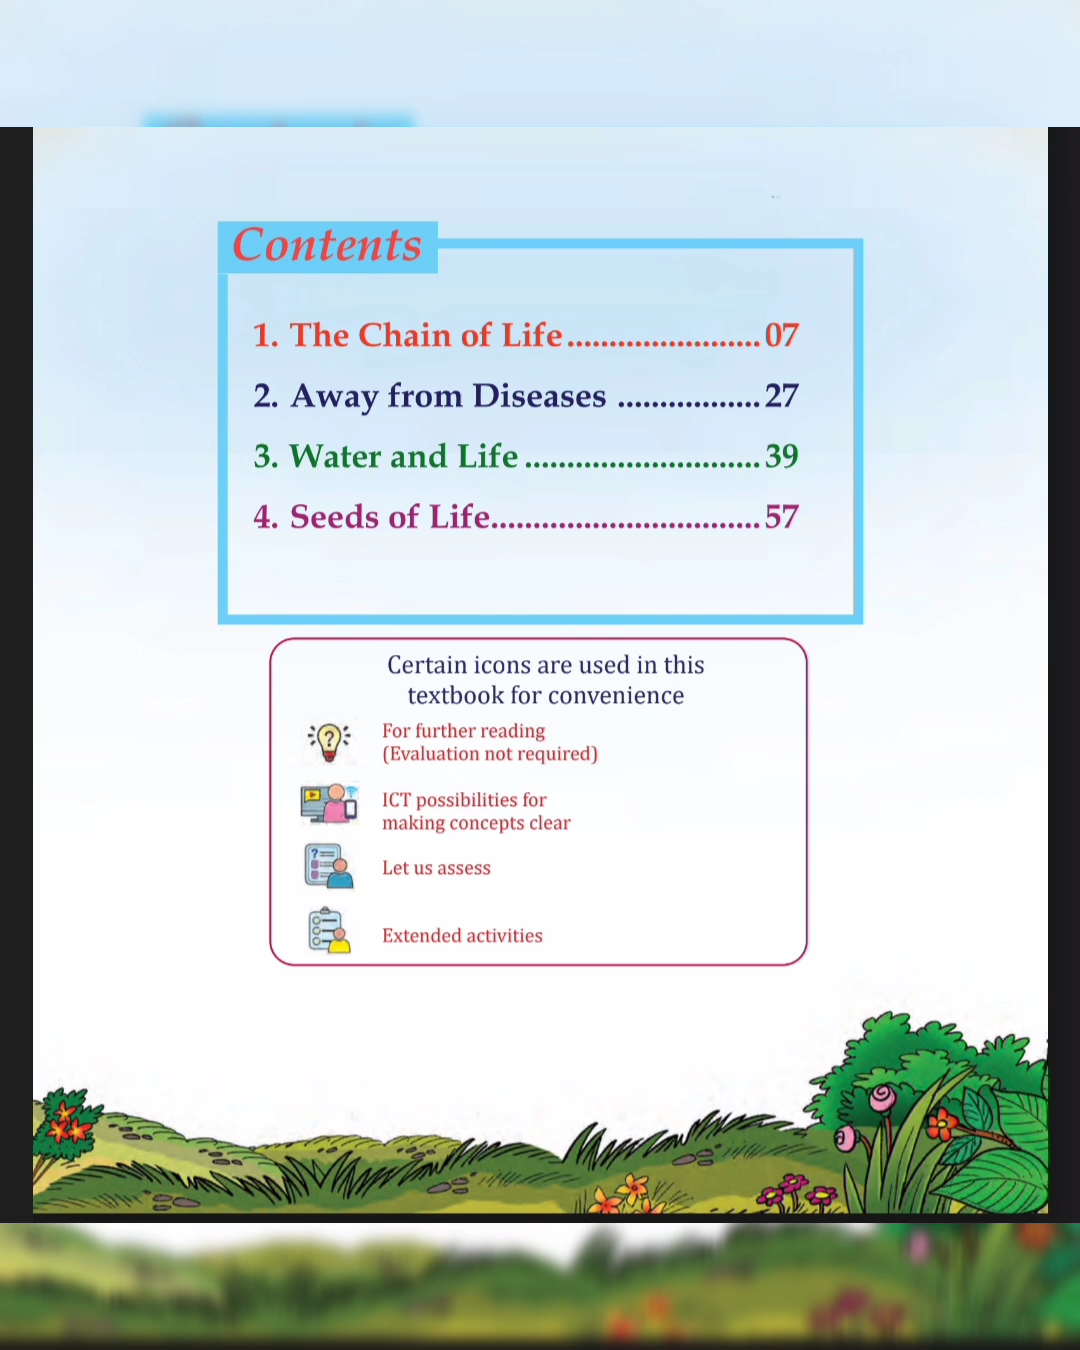 Contents
1. The Chain of Life.......................07
2. Away from Diseases .................27
3. Water and Life............................39
4. Seeds of Life................................57
Certain icons are used in this
textbook for convenience
For further reading
(Evaluation not required)
ICT possibilities for
making concepts clear
Let us assess
Extended activities